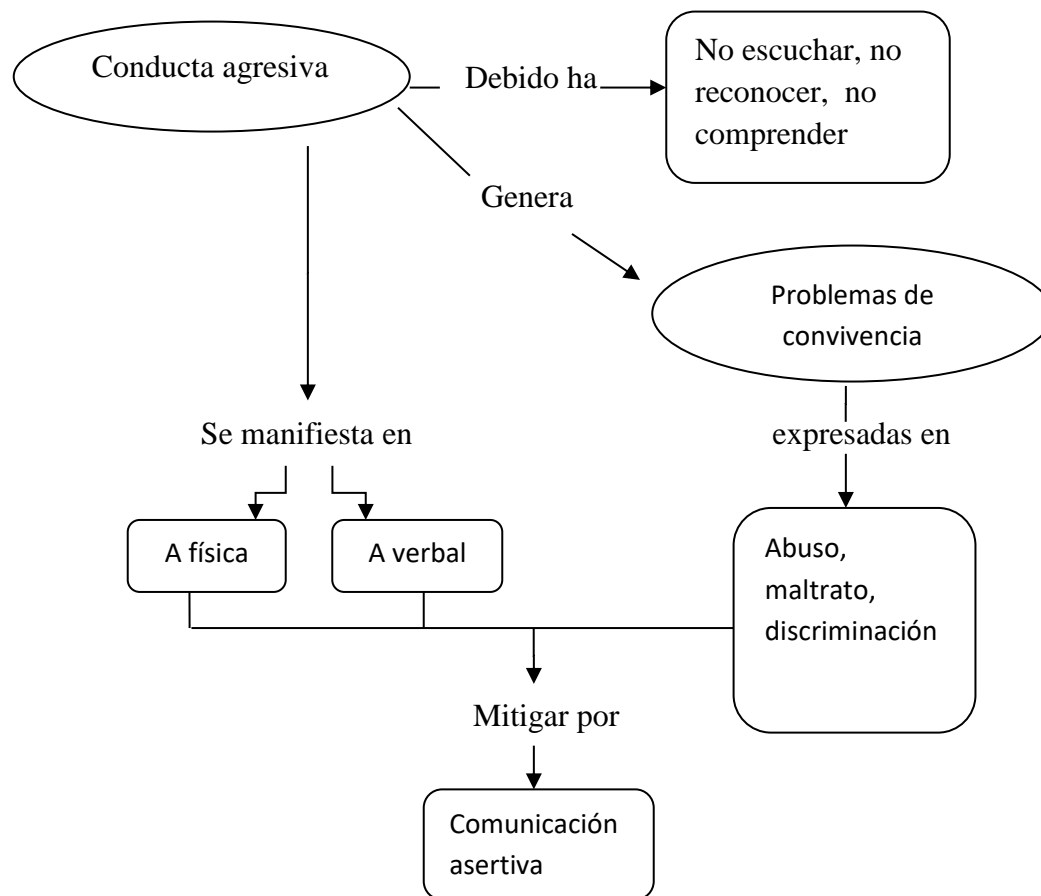 Conducta agresiva
Debido ha
No escuchar, no
reconocer, no
comprender
Genera
Problemas de
convivencia
Se manifiesta en
expresadas en
A física
A verbal
Abuso,
maltrato,
discriminación
Mitigar por
Comunicación
asertiva